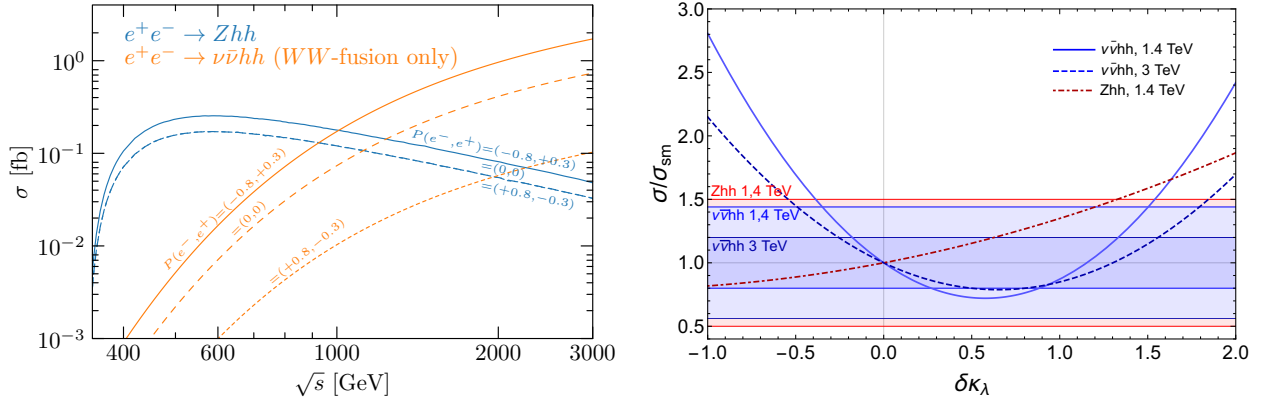 e⁺e⁻ → Zhh
e⁺e⁻ → νν̄hh (WW-fusion only)
P(e⁻,e⁺)=(−0.8,+0.3)
=(0,0)
=(+0.8,−0.3)
P(e⁻,e⁺)=(−0.8,+0.3)
=(0,0)
=(+0.8,−0.3)
σ [fb]
10⁰
10⁻¹
10⁻²
10⁻³
400 600 1000 2000 3000
√s [GeV]
νν̄hh, 1.4 TeV
νν̄hh, 3 TeV
Zhh, 1.4 TeV
Zhh 1,4 TeV
νν̄hh 1,4 TeV
νν̄hh 3 TeV
σ/σsm
3.0
2.5
2.0
1.5
1.0
0.5
−1.0 −0.5 0.0 0.5 1.0 1.5 2.0
δκλ